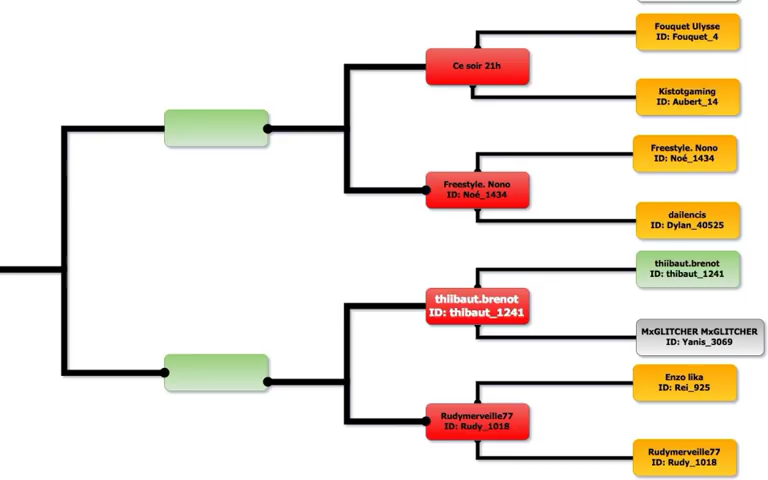 Fouquet Ulysse
ID: Fouquet_4
Ce soir 21h
Kistotgaming
ID: Aubert_14
Freestyle. Nono
ID: Noé_1434
Freestyle. Nono
ID: Noé_1434
dailencis
ID: Dylan_40525
thiibaut.brenot
ID: thibaut_1241
thiibaut.brenot
ID: thibaut_1241
MxGLITCHER MxGLITCHER
ID: Yanis_3069
Enzo lika
ID: Rei_925
Rudymerveille77
ID: Rudy_1018
Rudymerveille77
ID: Rudy_1018